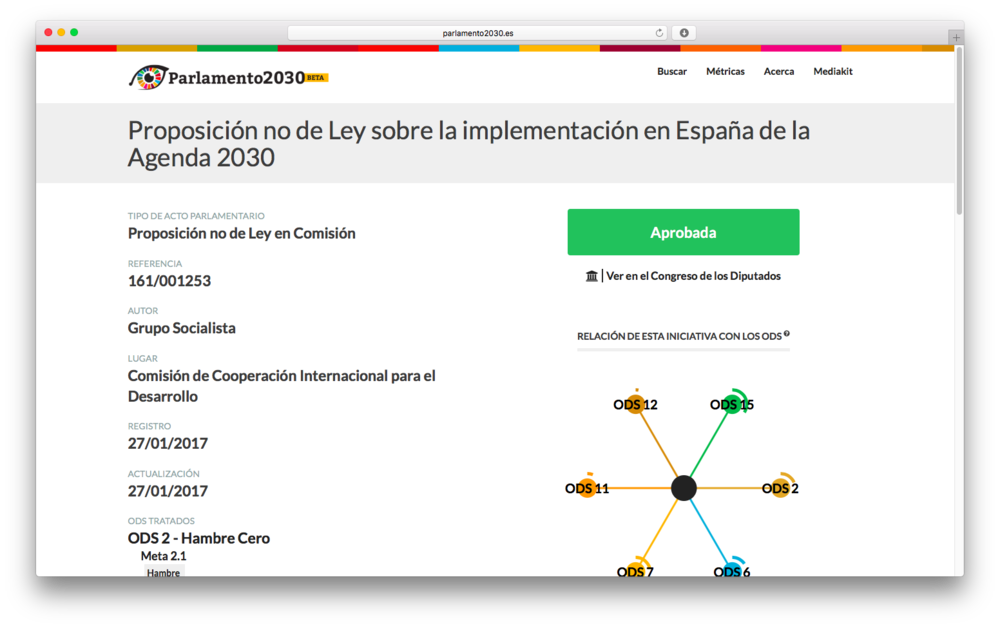 parlamento2030.es
Parlamento2030 BETA
Buscar Métricas Acerca Mediakit
Proposición no de Ley sobre la implementación en España de la
Agenda 2030
TIPO DE ACTO PARLAMENTARIO
Proposición no de Ley en Comisión
REFERENCIA
161/001253
AUTOR
Grupo Socialista
LUGAR
Comisión de Cooperación Internacional para el
Desarrollo
REGISTRO
27/01/2017
ACTUALIZACIÓN
27/01/2017
ODS TRATADOS
ODS 2 - Hambre Cero
Meta 2.1
Hambre
Aprobada
Ver en el Congreso de los Diputados
RELACIÓN DE ESTA INICIATIVA CON LOS ODS ?
ODS 12
ODS 15
ODS 11
ODS 2
ODS 7
ODS 6